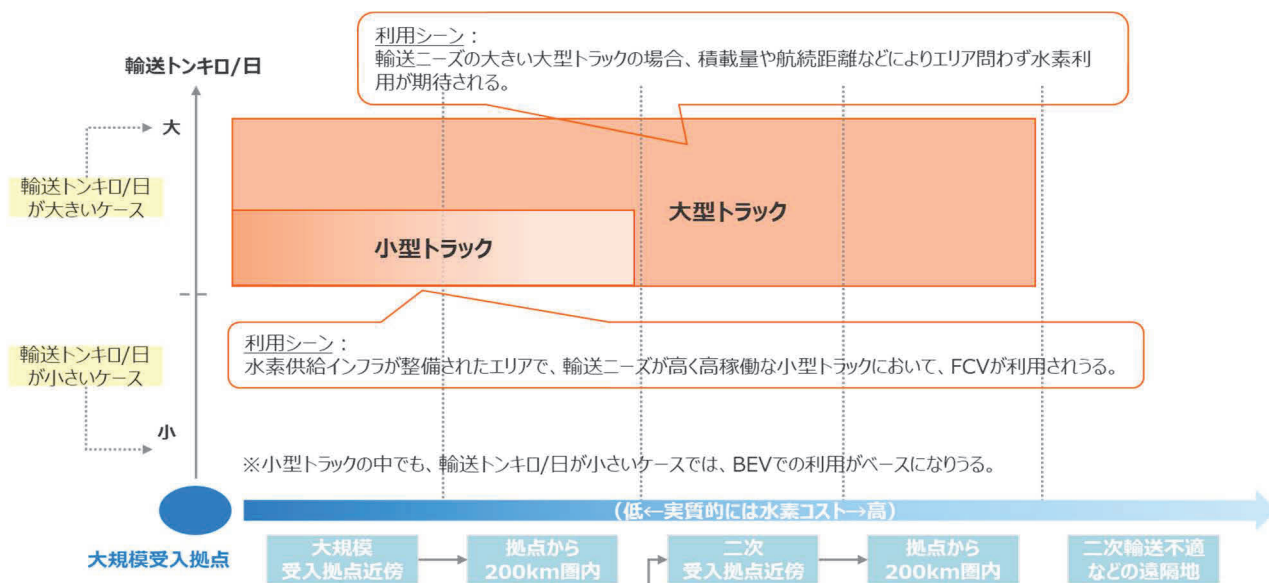 利用シーン：
輸送ニーズの大きい大型トラックの場合、積載量や航続距離などによりエリア問わず水素利
用が期待される。
輸送トンキロ/日
大
輸送トンキロ/日
が大きいケース
大型トラック
小型トラック
利用シーン：
水素供給インフラが整備されたエリアで、輸送ニーズが高く高稼働な小型トラックにおいて、FCVが利用されうる。
輸送トンキロ/日
が小さいケース
小
※小型トラックの中でも、輸送トンキロ/日が小さいケースでは、BEVでの利用がベースになりうる。
（低←実質的には水素コスト→高）
大規模受入拠点
大規模
受入拠点近傍
拠点から
200km圏内
二次
受入拠点近傍
拠点から
200km圏内
二次輸送不適
などの遠隔地